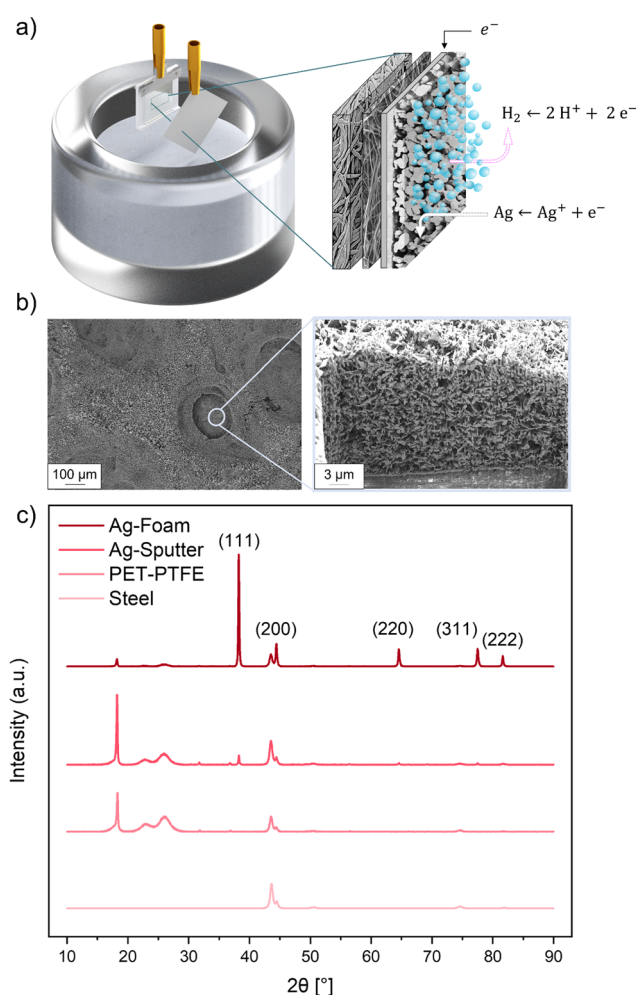 a)
e⁻
H₂ ← 2 H⁺ + 2 e⁻
Ag ← Ag⁺ + e⁻
b)
100 µm
3 µm
c)
Ag-Foam
Ag-Sputter
PET-PTFE
Steel
(111)
(200)
(220)
(311)
(222)
Intensity (a.u.)
10 20 30 40 50 60 70 80 90
2θ [°]